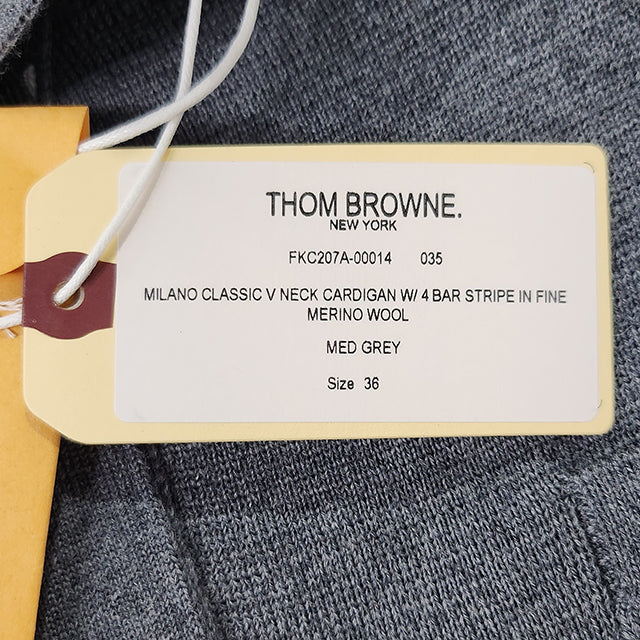 THOM BROWNE.
NEW YORK
FKC207A-00014 035
MILANO CLASSIC V NECK CARDIGAN W/ 4 BAR STRIPE IN FINE
MERINO WOOL
MED GREY
Size 36